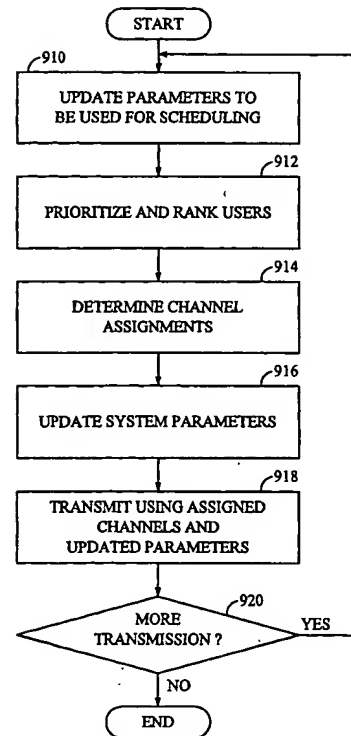 START
910
UPDATE PARAMETERS TO
BE USED FOR SCHEDULING
912
PRIORITIZE AND RANK USERS
914
DETERMINE CHANNEL
ASSIGNMENTS
916
UPDATE SYSTEM PARAMETERS
918
TRANSMIT USING ASSIGNED
CHANNELS AND
UPDATED PARAMETERS
920
MORE
TRANSMISSION ?
YES
NO
END